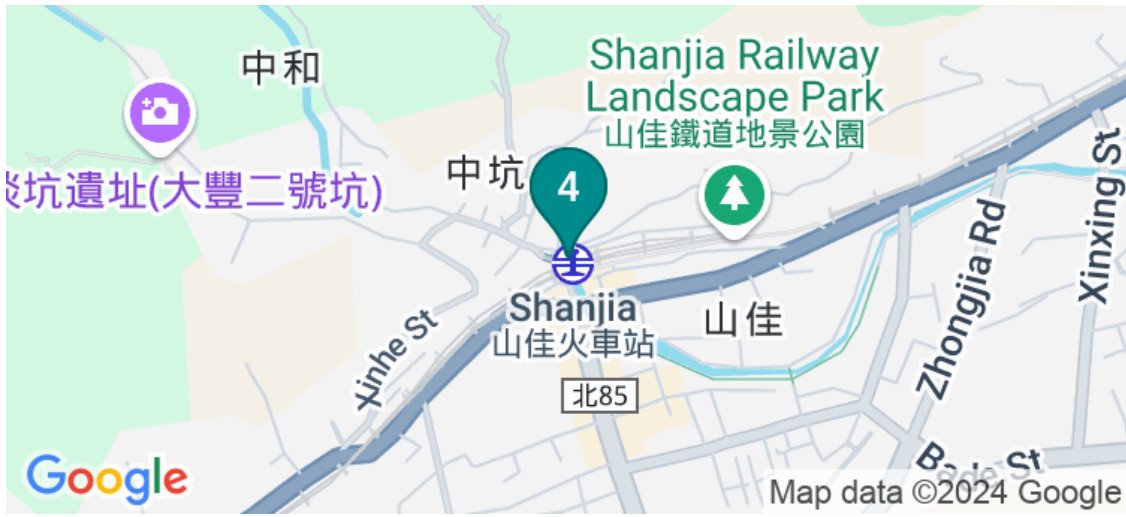 中和
Shanjia Railway
Landscape Park
山佳鐵道地景公園
中坑
4
坑遺址(大豐二號坑)
Xinxing St
Zhongjia Rd
Shanjia
山佳火車站
山佳
Xinhe St
北85
Bade St
Google
Map data ©2024 Google